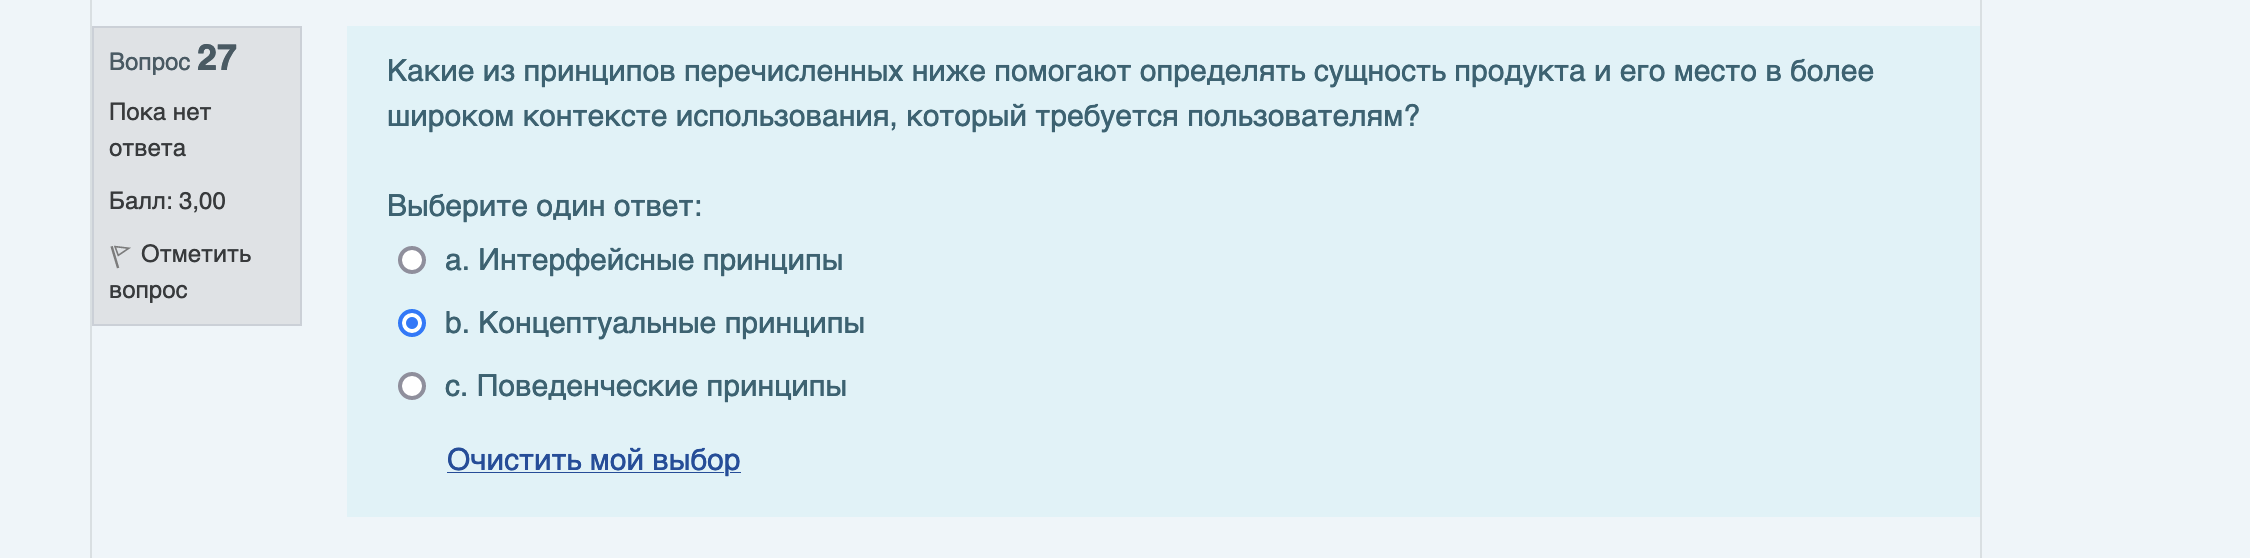 Вопрос 27
Пока нет
ответа
Балл: 3,00
Отметить
вопрос
Какие из принципов перечисленных ниже помогают определять сущность продукта и его место в более
широком контексте использования, который требуется пользователям?
Выберите один ответ:
a. Интерфейсные принципы
b. Концептуальные принципы
c. Поведенческие принципы
Очистить мой выбор